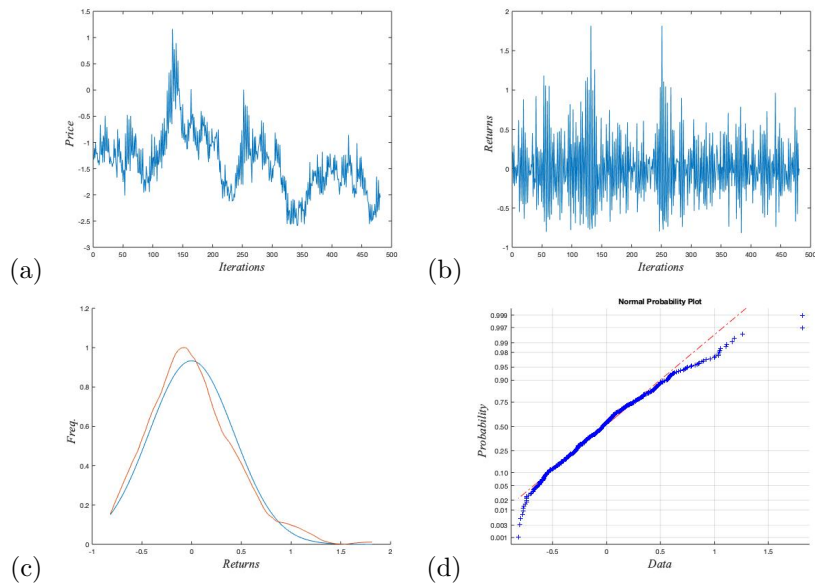 1.5
1
0.5
0
-0.5
-1
-1.5
-2
-2.5
-3
Price
0 50 100 150 200 250 300 350 400 450 500
Iterations
(a)
2
1.5
1
0.5
0
-0.5
-1
Returns
0 50 100 150 200 250 300 350 400 450 500
Iterations
(b)
1.2
1
0.8
0.6
0.4
0.2
0
Freq.
-1 -0.5 0 0.5 1 1.5 2
Returns
(c)
Normal Probability Plot
0.999
0.997
0.99
0.98
0.95
0.90
0.75
0.50
0.25
0.10
0.05
0.02
0.01
0.003
0.001
Probability
-0.5 0 0.5 1 1.5
Data
(d)